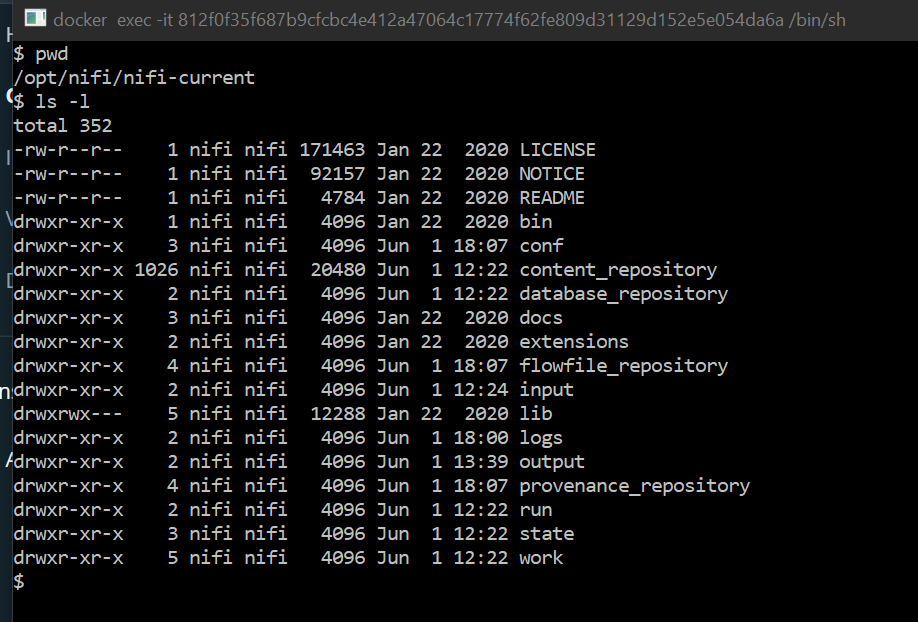 docker exec -it 812f0f35f687b9cfcbc4e412a47064c17774f62fe809d31129d152e5e054da6a /bin/sh
$ pwd
/opt/nifi/nifi-current
$ ls -l
total 352
-rw-r--r--    1 nifi nifi 171463 Jan 22  2020 LICENSE
-rw-r--r--    1 nifi nifi  92157 Jan 22  2020 NOTICE
-rw-r--r--    1 nifi nifi   4784 Jan 22  2020 README
drwxr-xr-x    1 nifi nifi   4096 Jan 22  2020 bin
drwxr-xr-x    3 nifi nifi   4096 Jun  1 18:07 conf
drwxr-xr-x 1026 nifi nifi  20480 Jun  1 12:22 content_repository
drwxr-xr-x    2 nifi nifi   4096 Jun  1 12:22 database_repository
drwxr-xr-x    3 nifi nifi   4096 Jan 22  2020 docs
drwxr-xr-x    2 nifi nifi   4096 Jan 22  2020 extensions
drwxr-xr-x    4 nifi nifi   4096 Jun  1 18:07 flowfile_repository
drwxr-xr-x    2 nifi nifi   4096 Jun  1 12:24 input
drwxrwx---    5 nifi nifi  12288 Jan 22  2020 lib
drwxr-xr-x    2 nifi nifi   4096 Jun  1 18:00 logs
drwxr-xr-x    2 nifi nifi   4096 Jun  1 13:39 output
drwxr-xr-x    4 nifi nifi   4096 Jun  1 18:07 provenance_repository
drwxr-xr-x    2 nifi nifi   4096 Jun  1 12:22 run
drwxr-xr-x    3 nifi nifi   4096 Jun  1 12:22 state
drwxr-xr-x    5 nifi nifi   4096 Jun  1 12:22 work
$